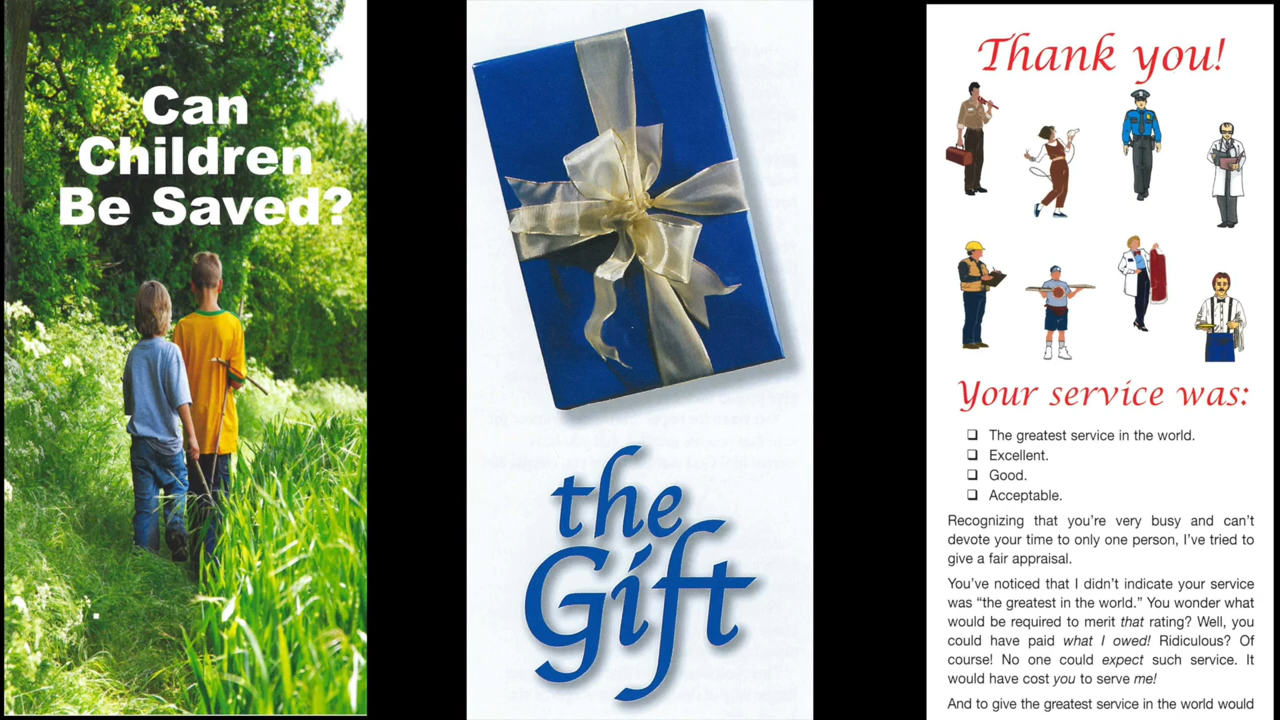 Can
Children
Be Saved?
the
Gift
Thank you!
Your service was:
❑ The greatest service in the world.
❑ Excellent.
❑ Good.
❑ Acceptable.
Recognizing that you're very busy and can't
devote your time to only one person, I've tried to
give a fair appraisal.
You've noticed that I didn't indicate your service
was “the greatest in the world.” You wonder what
would be required to merit that rating? Well, you
could have paid what I owed! Ridiculous? Of
course! No one could expect such service. It
would have cost you to serve me!
And to give the greatest service in the world would